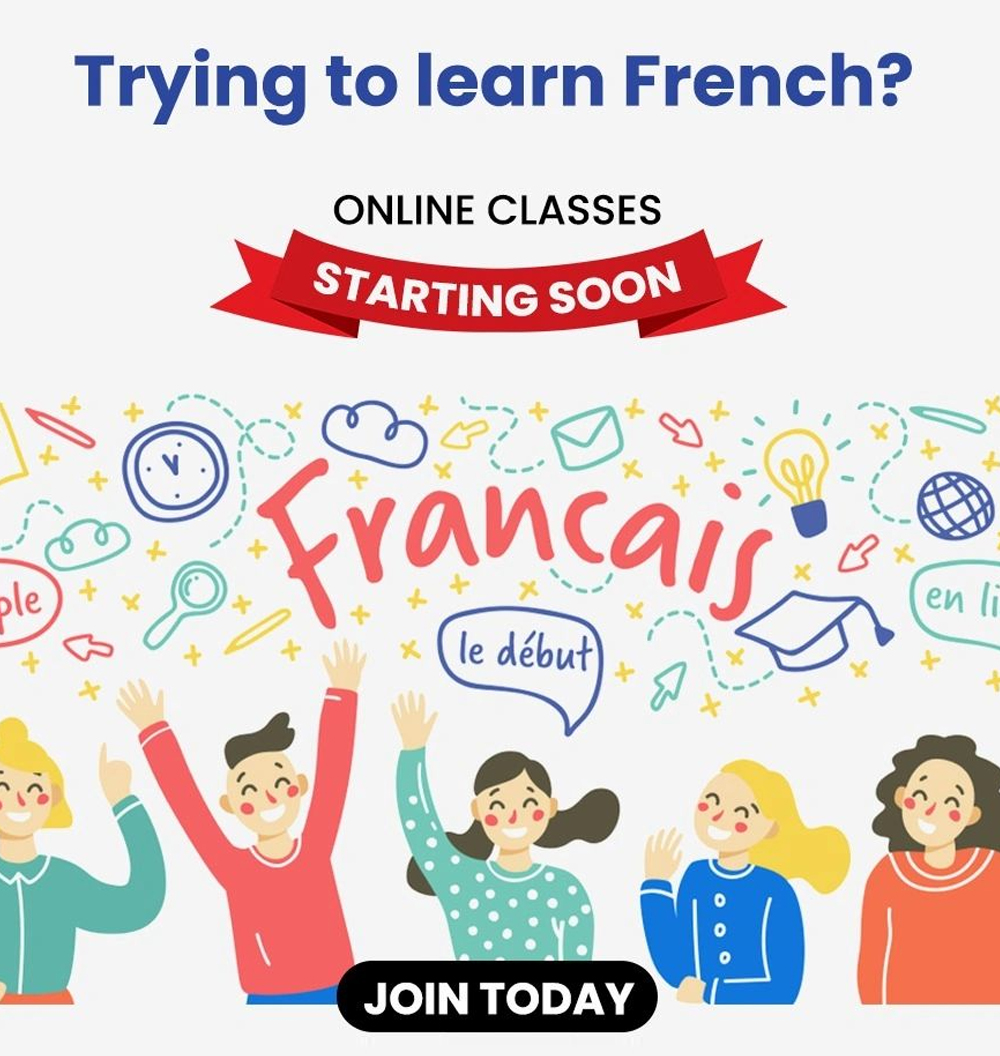 Trying to learn French?
ONLINE CLASSES
STARTING SOON
Francais
ple
le début
en li
JOIN TODAY